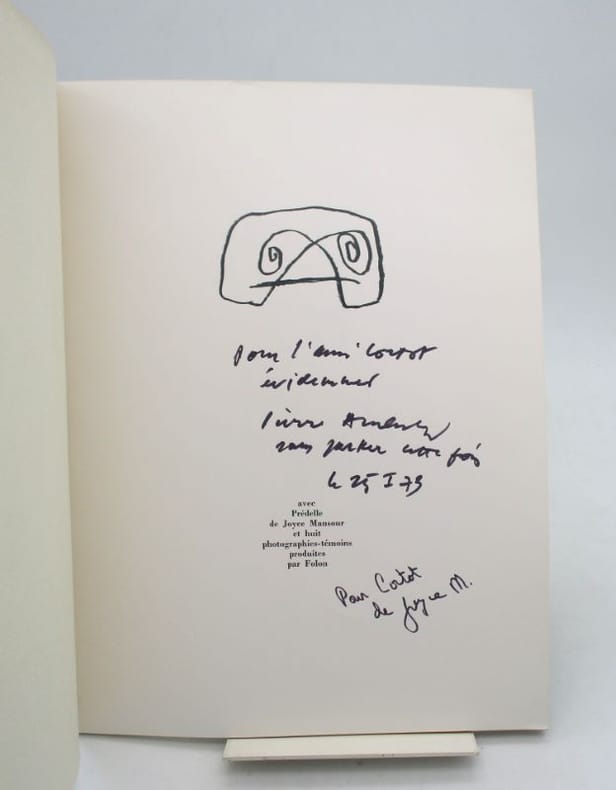 Pour l'ami Cortot
évidemment
Pierre Alechinsky
sans parler cette fois
le 25 I 79
avec
Prédelle
de Joyce Mansour
et huit
photographies-témoins
produites
par Folon
Pour Cortot
de Joyce M.